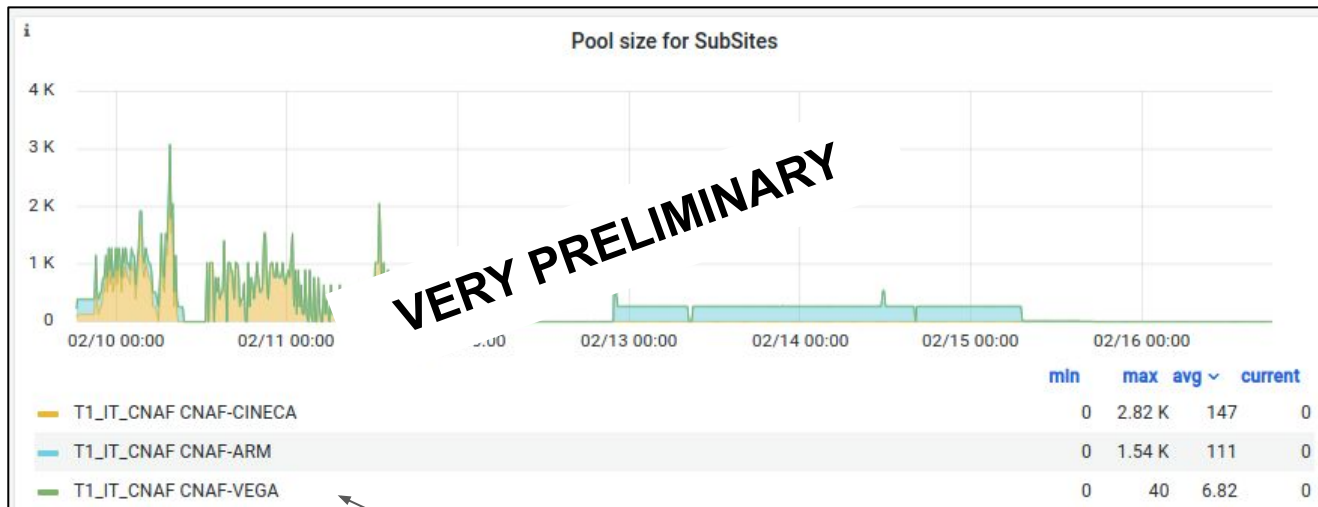 i
Pool size for SubSites
4 K
3 K
2 K
1 K
0
VERY PRELIMINARY
02/10 00:00 02/11 00:00 02/13 00:00 02/14 00:00 02/15 00:00 02/16 00:00
min max avg current
T1_IT_CNAF CNAF-CINECA 0 2.82 K 147 0
T1_IT_CNAF CNAF-ARM 0 1.54 K 111 0
T1_IT_CNAF CNAF-VEGA 0 40 6.82 0